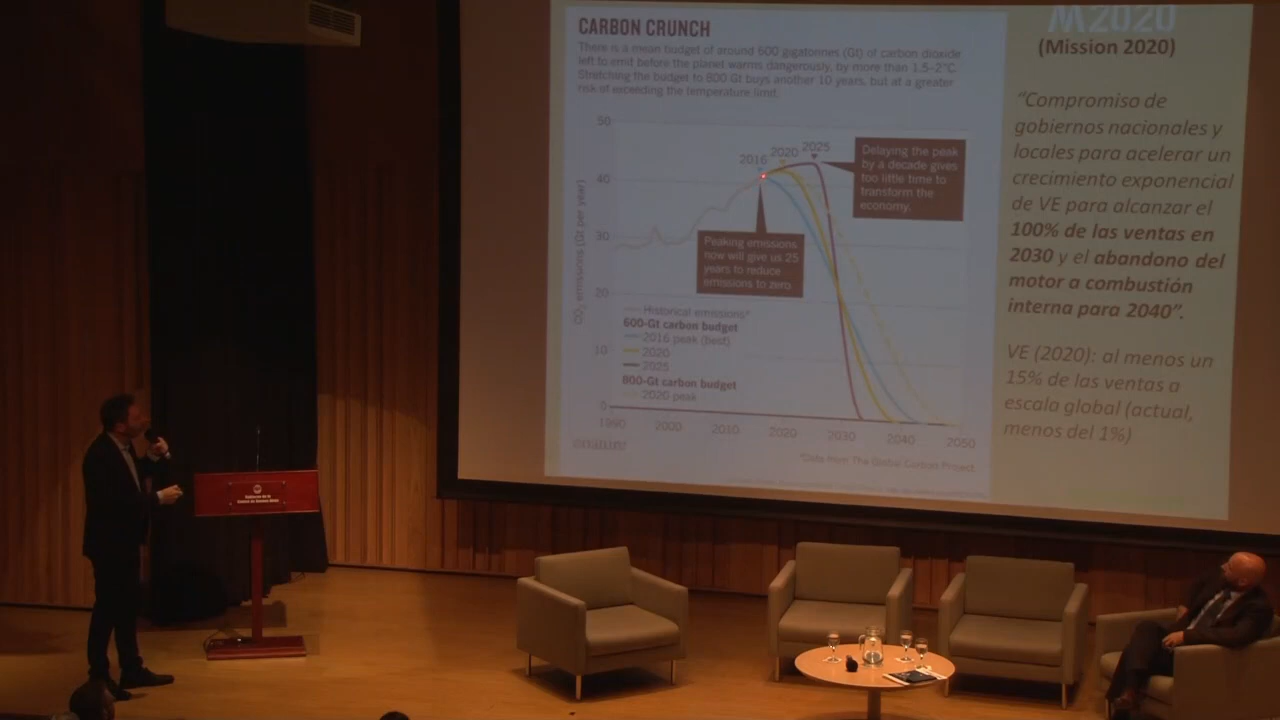 CARBON CRUNCH
There is a mean budget of around 600 gigatonnes (Gt) of carbon dioxide
left to emit before the planet warms dangerously, by more than 1.5–2°C.
Stretching the budget to 800 Gt buys another 10 years, but at a greater
risk of exceeding the temperature limit.
50
40
30
20
10
0
CO2 emissions (Gt per year)
2016
2020
2025
Delaying the peak
by a decade gives
too little time to
transform the
economy.
Peaking emissions
now will give us 25
years to reduce
emissions to zero.
Historical emissions*
600-Gt carbon budget
2016 peak (best)
2020
2025
800-Gt carbon budget
2020 peak
1990 2000 2010 2020 2030 2040 2050
©nature
*Data from The Global Carbon Project
M2020
(Mission 2020)
“Compromiso de
gobiernos nacionales y
locales para acelerar un
crecimiento exponencial
de VE para alcanzar el
100% de las ventas en
2030 y el abandono del
motor a combustión
interna para 2040”.
VE (2020): al menos un
15% de las ventas a
escala global (actual,
menos del 1%)